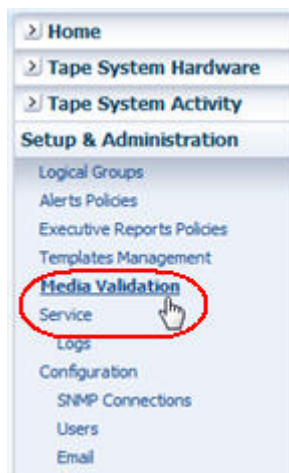 Home
Tape System Hardware
Tape System Activity
Setup & Administration
Logical Groups
Alerts Policies
Executive Reports Policies
Templates Management
Media Validation
Service
Logs
Configuration
SNMP Connections
Users
Email